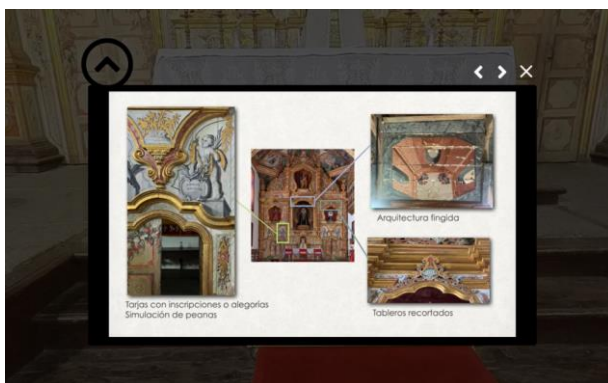 Tarjas con inscripciones o alegorías
Simulación de peanas
Arquitectura fingida
Tableros recortados